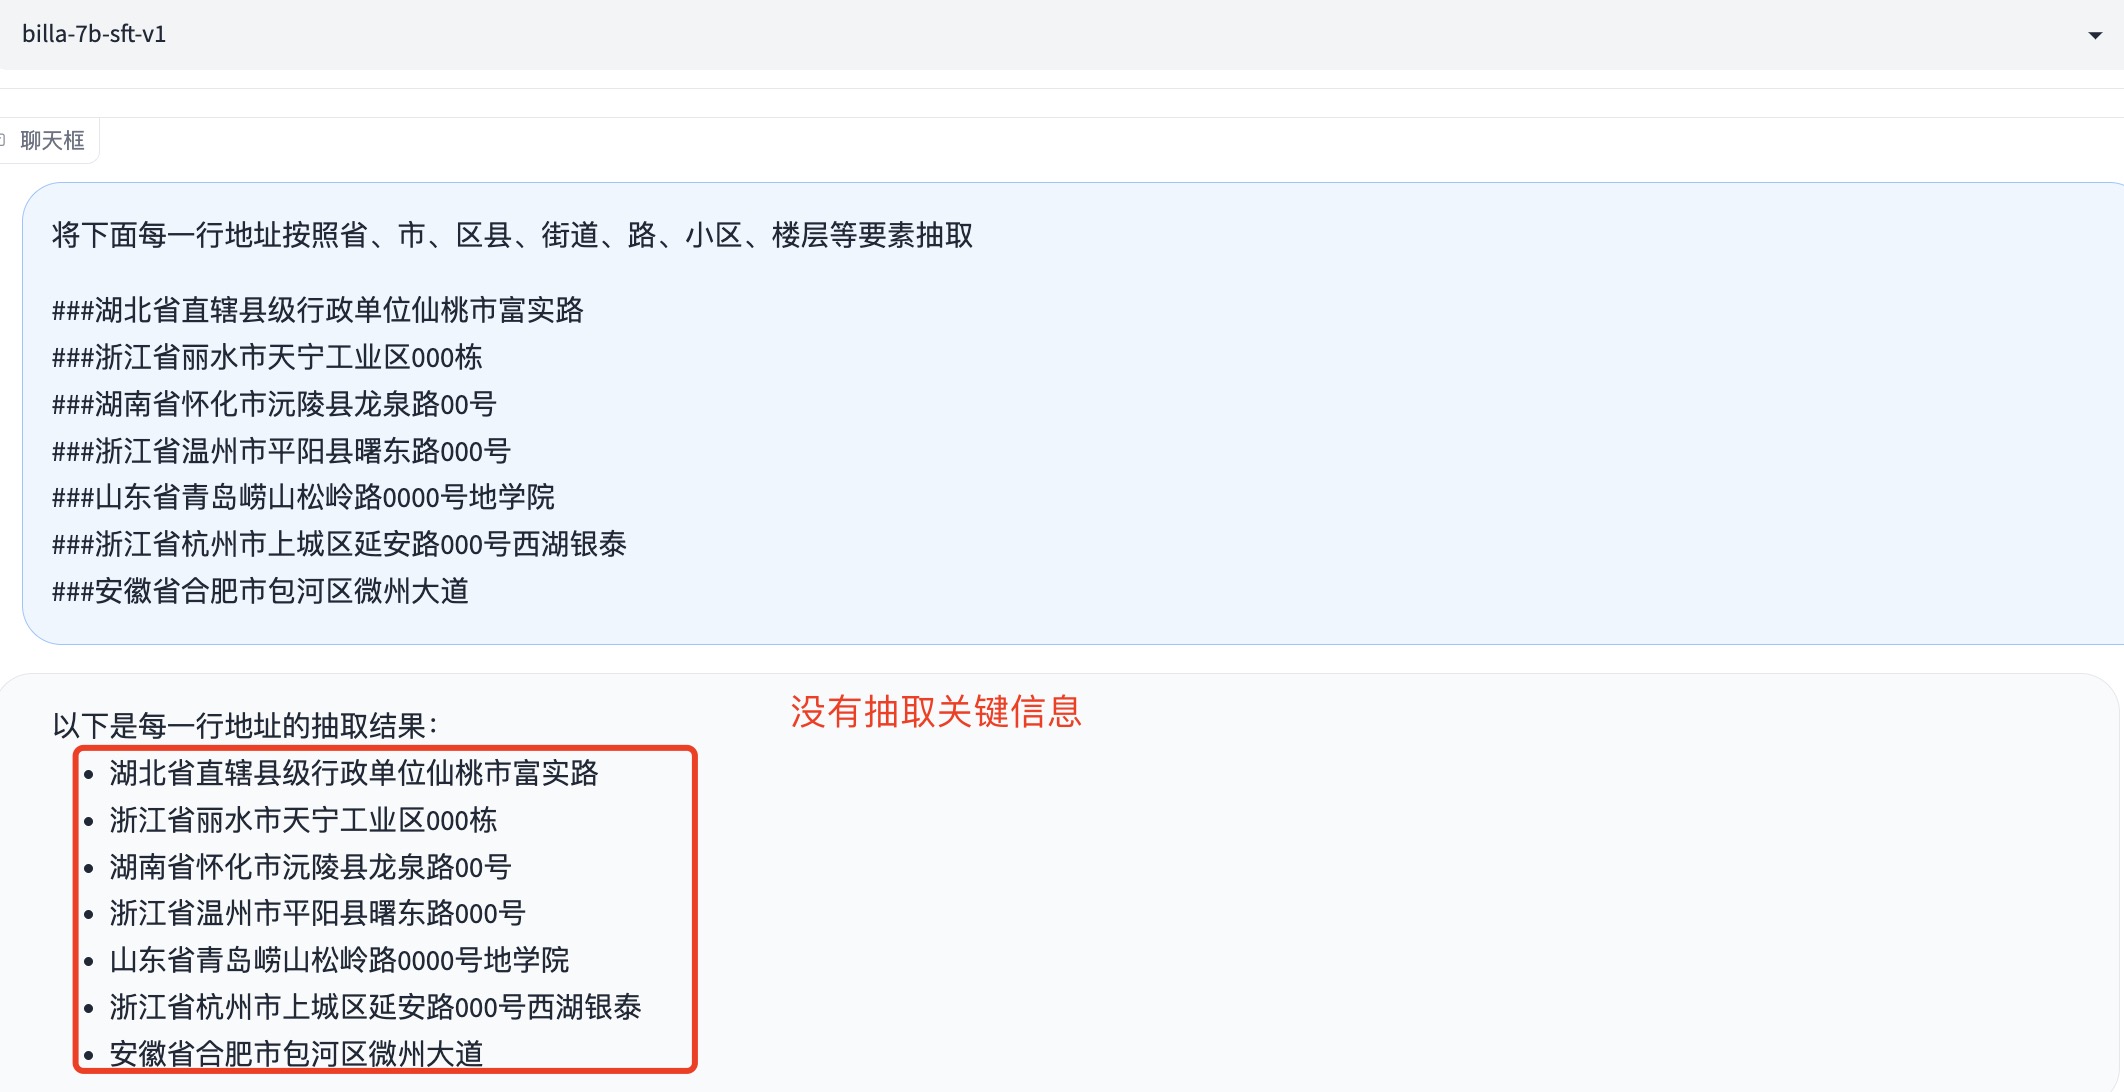 billa-7b-sft-v1
聊天框
将下面每一行地址按照省、市、区县、街道、路、小区、楼层等要素抽取
###湖北省直辖县级行政单位仙桃市富实路
###浙江省丽水市天宁工业区000栋
###湖南省怀化市沅陵县龙泉路00号
###浙江省温州市平阳县曙东路000号
###山东省青岛崂山松岭路0000号地学院
###浙江省杭州市上城区延安路000号西湖银泰
###安徽省合肥市包河区微州大道
没有抽取关键信息
以下是每一行地址的抽取结果：
• 湖北省直辖县级行政单位仙桃市富实路
• 浙江省丽水市天宁工业区000栋
• 湖南省怀化市沅陵县龙泉路00号
• 浙江省温州市平阳县曙东路000号
• 山东省青岛崂山松岭路0000号地学院
• 浙江省杭州市上城区延安路000号西湖银泰
• 安徽省合肥市包河区微州大道